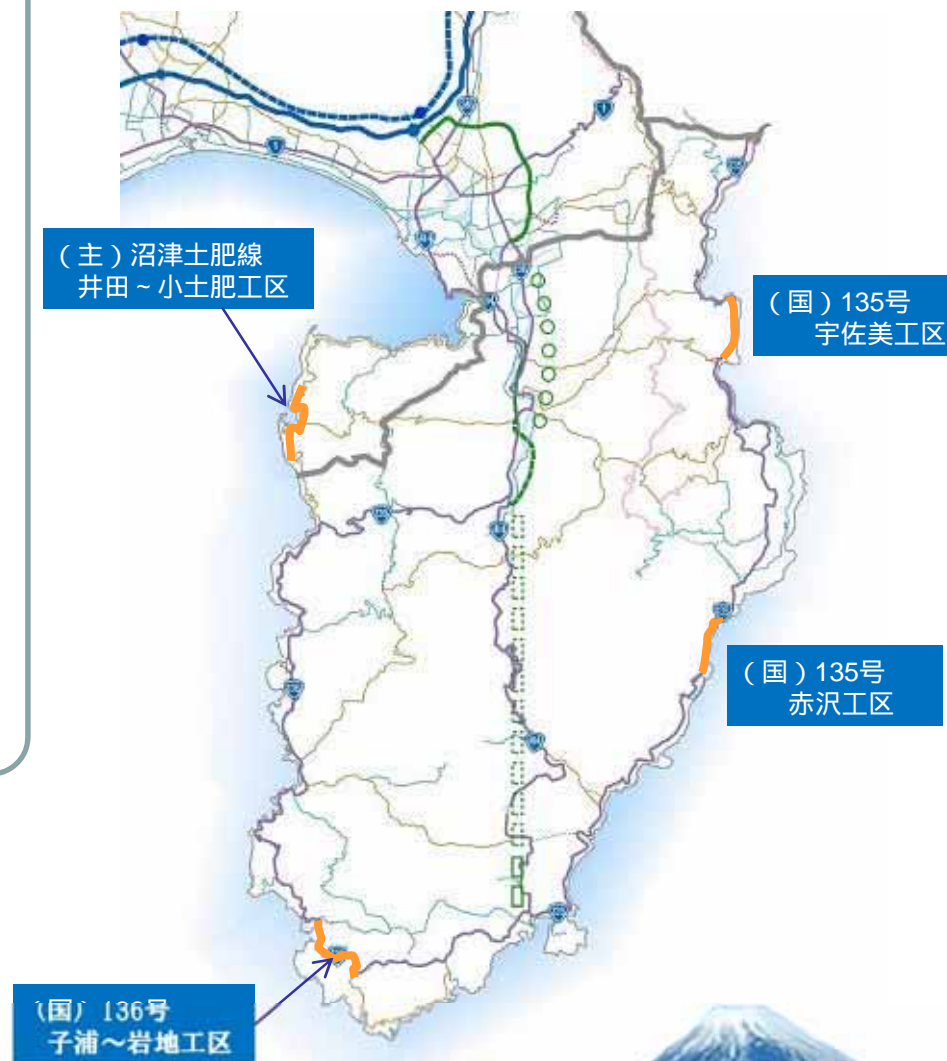 1
1
（主）沼津土肥線
井田~小土肥工区
（国）135号
宇佐美工区
（国）135号
赤沢工区
（国）136号
子浦～岩地工区